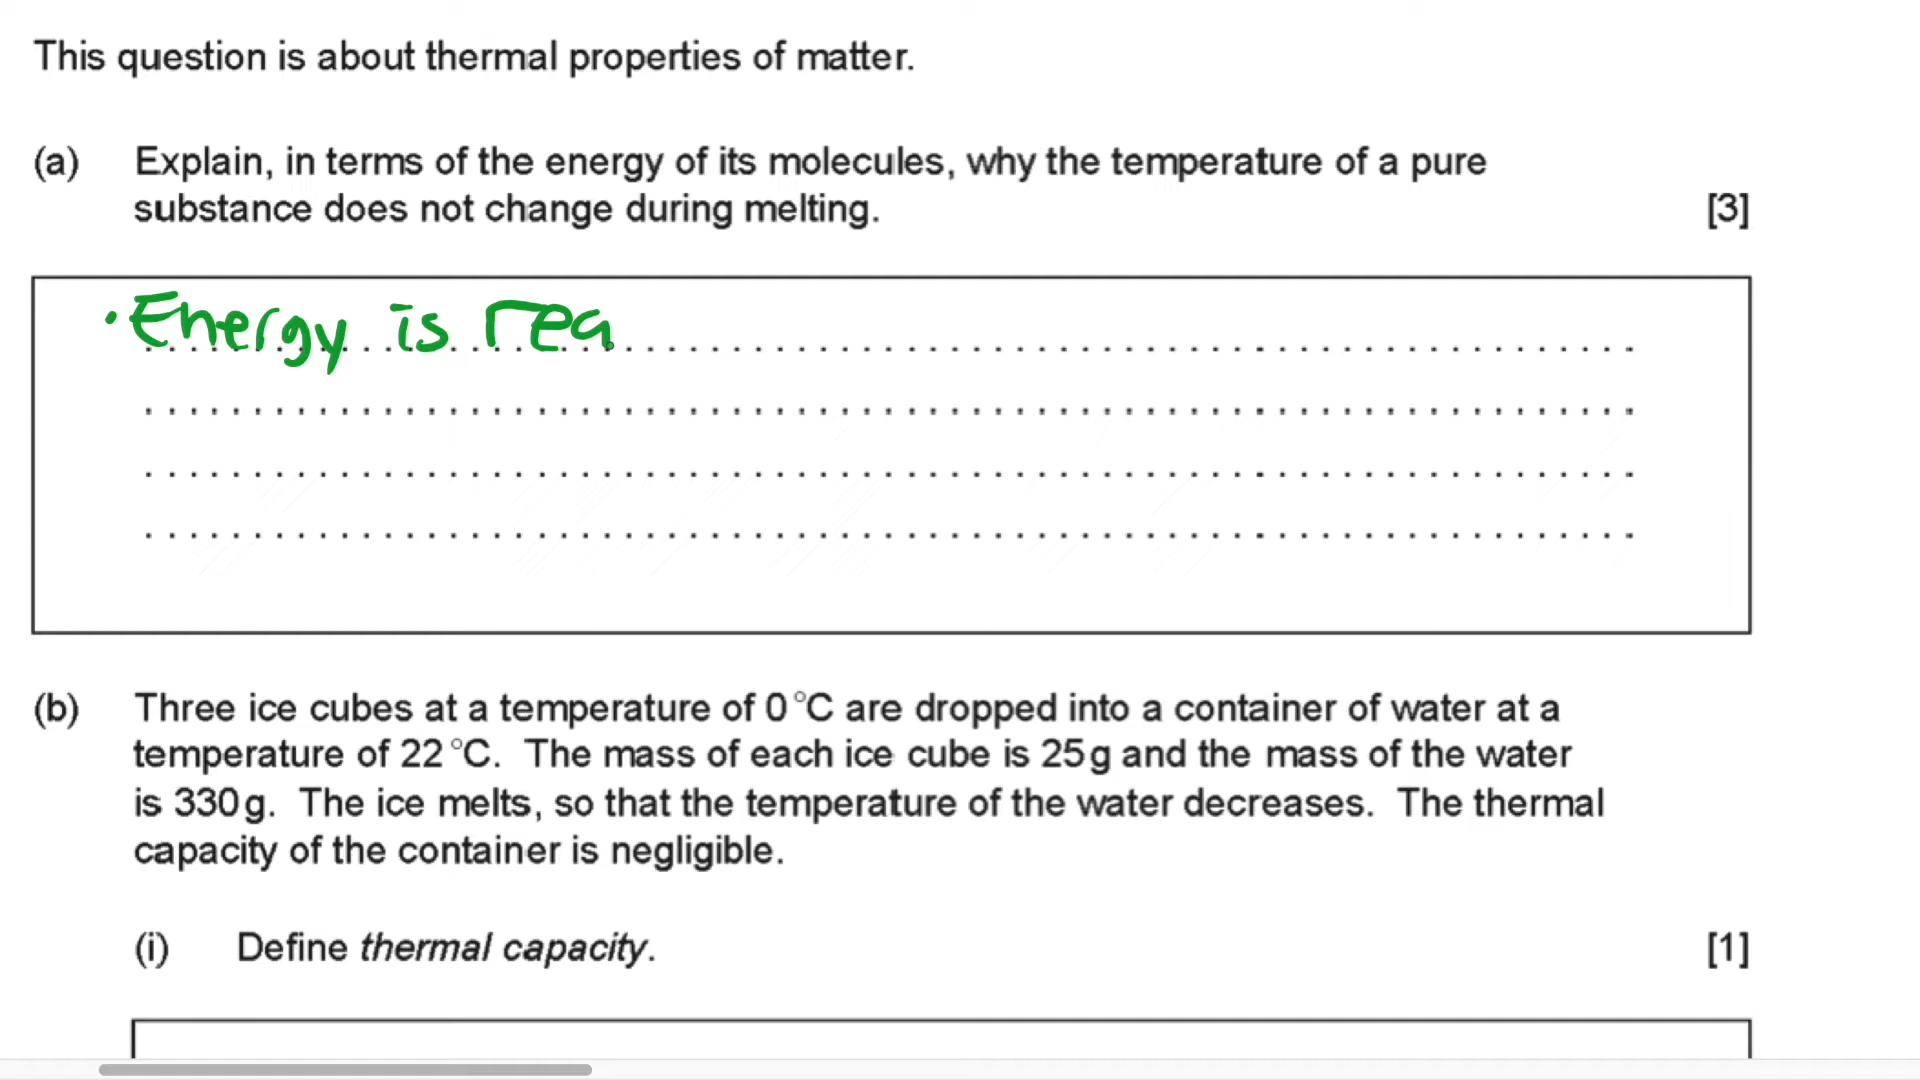 This question is about thermal properties of matter.
(a) Explain, in terms of the energy of its molecules, why the temperature of a pure
substance does not change during melting. [3]
· Energy is rea
(b) Three ice cubes at a temperature of 0 °C are dropped into a container of water at a
temperature of 22 °C. The mass of each ice cube is 25 g and the mass of the water
is 330 g. The ice melts, so that the temperature of the water decreases. The thermal
capacity of the container is negligible.
(i) Define thermal capacity. [1]